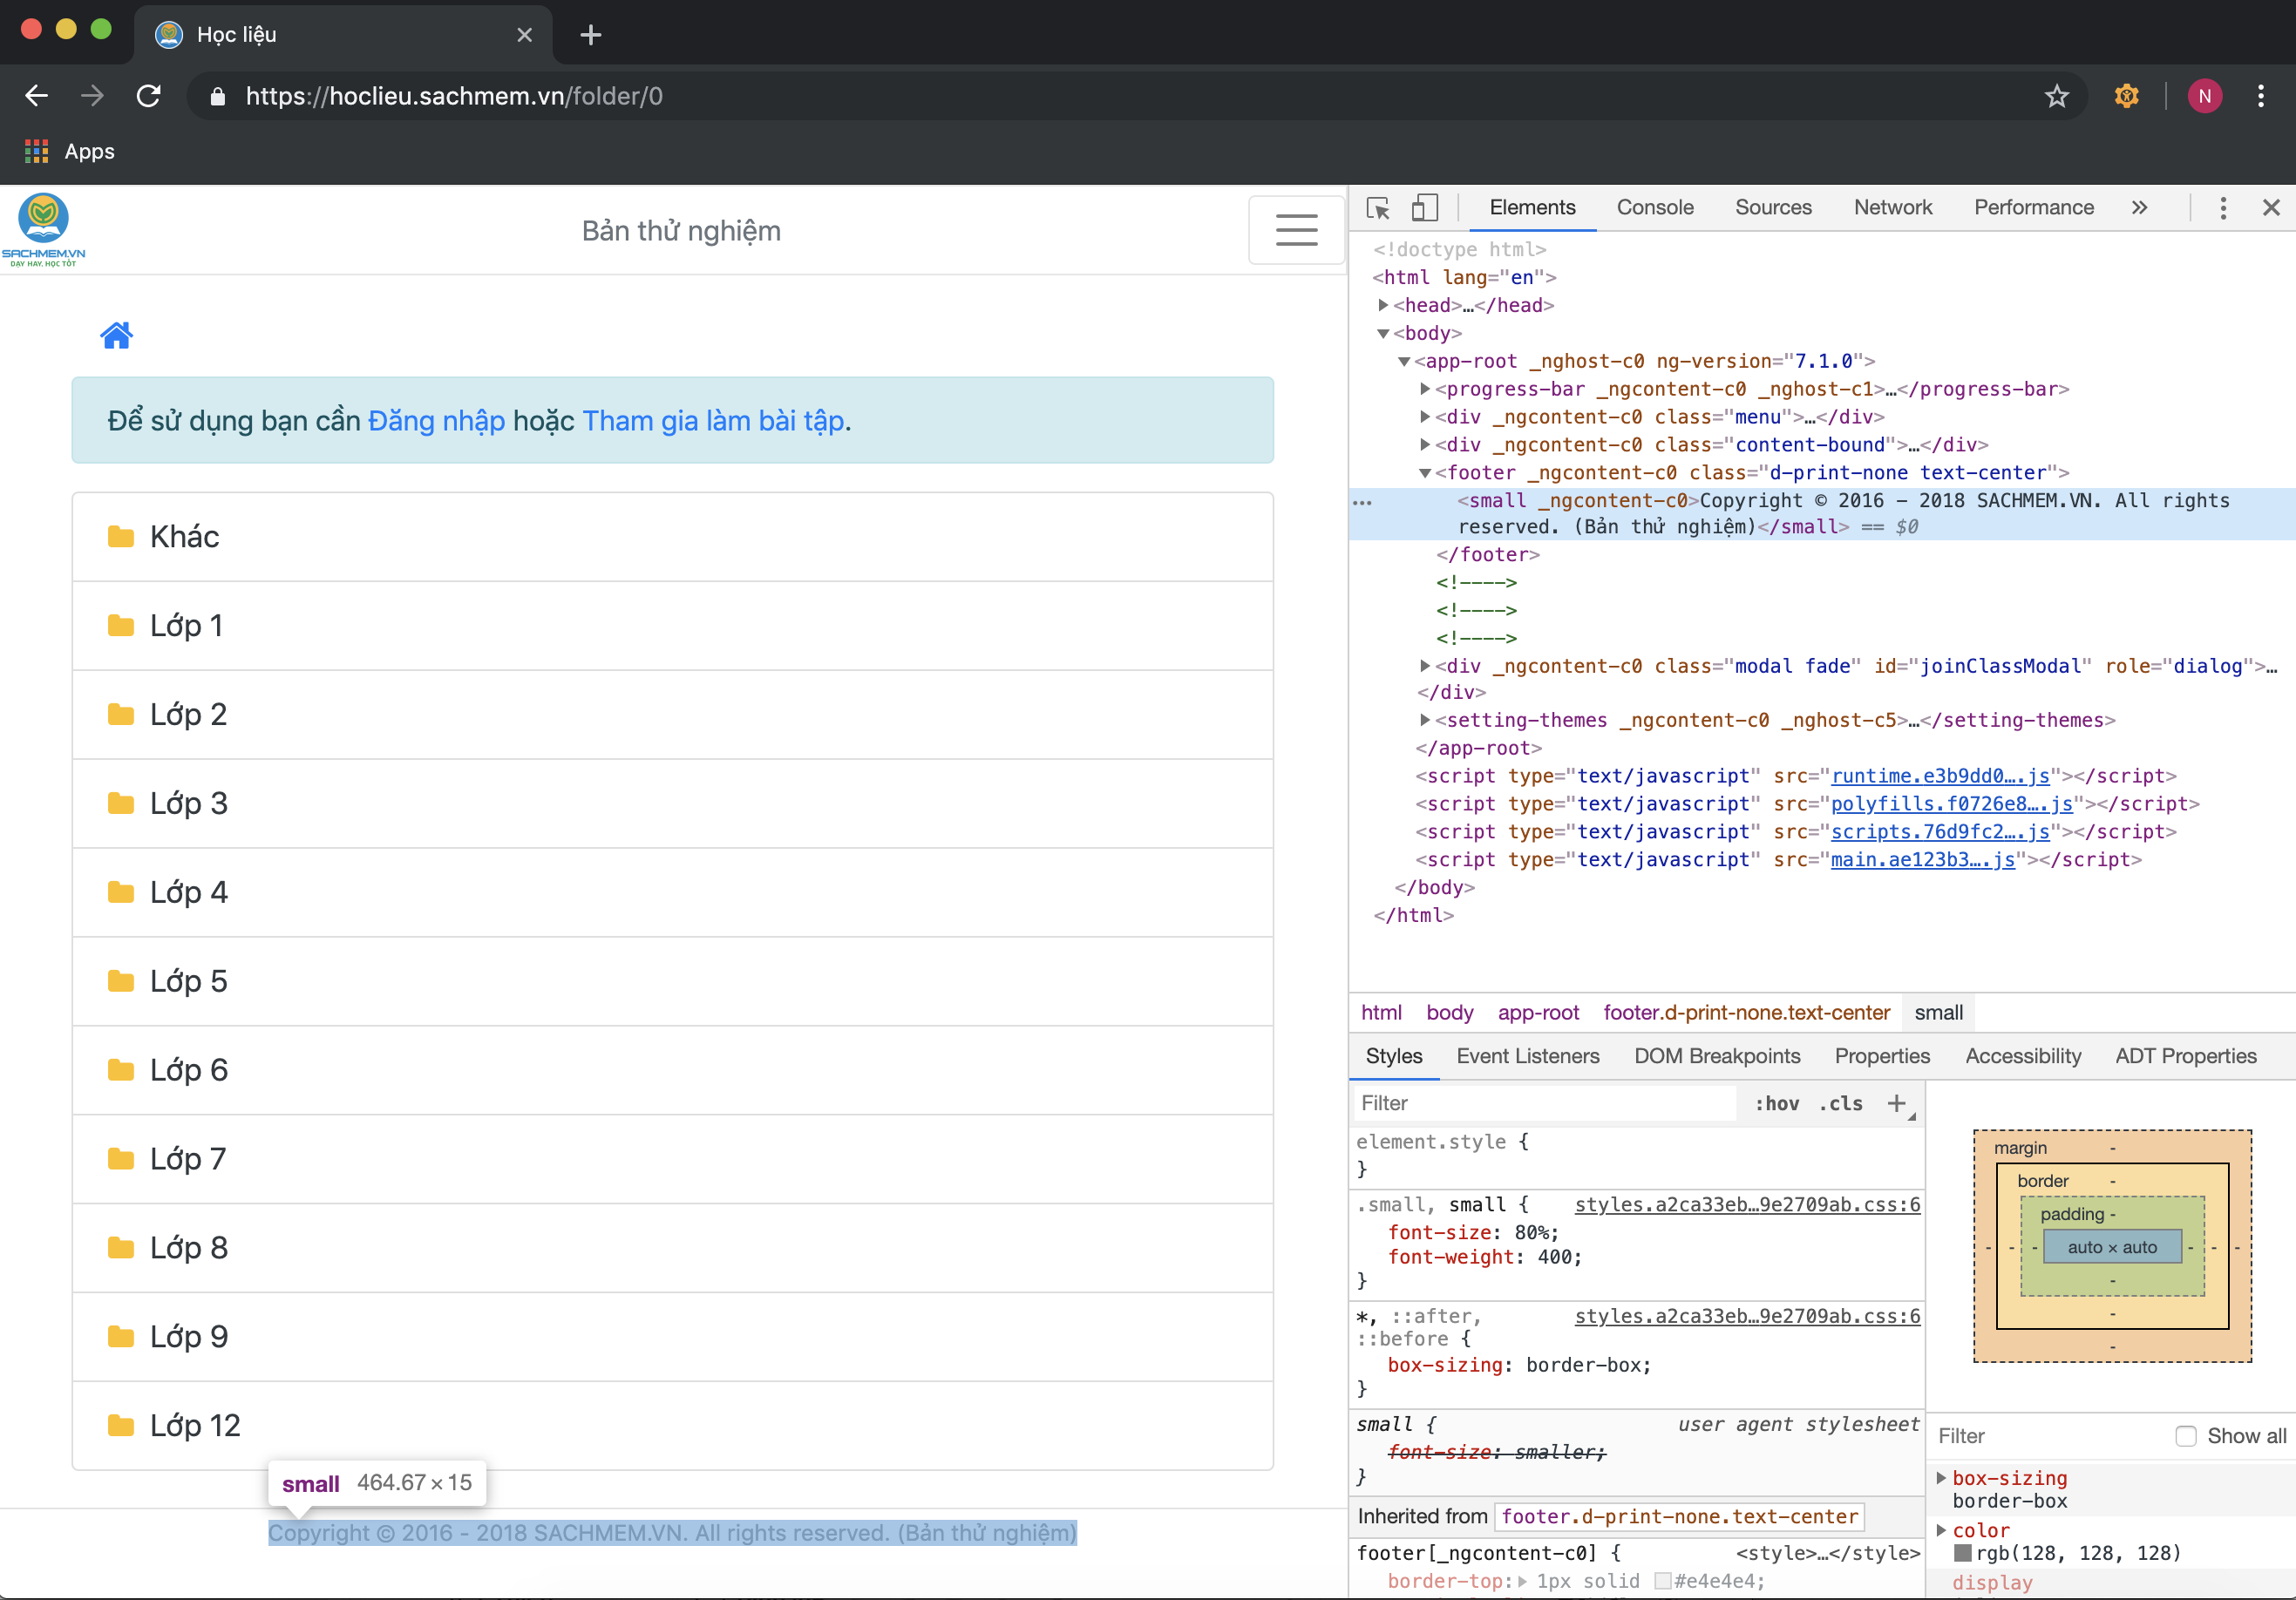 Học liệu
https://hoclieu.sachmem.vn/folder/0
N
Apps
SACHMEM.VN
DẠY HAY, HỌC TỐT
Bản thử nghiệm
Để sử dụng bạn cần Đăng nhập hoặc Tham gia làm bài tập.
Khác
Lớp 1
Lớp 2
Lớp 3
Lớp 4
Lớp 5
Lớp 6
Lớp 7
Lớp 8
Lớp 9
Lớp 12
small 464.67 × 15
Copyright © 2016 - 2018 SACHMEM.VN. All rights reserved. (Bản thử nghiệm)
Elements Console Sources Network Performance »
<!doctype html>
<html lang="en">
<head>…</head>
<body>
<app-root _nghost-c0 ng-version="7.1.0">
<progress-bar _ngcontent-c0 _nghost-c1>…</progress-bar>
<div _ngcontent-c0 class="menu">…</div>
<div _ngcontent-c0 class="content-bound">…</div>
<footer _ngcontent-c0 class="d-print-none text-center">
<small _ngcontent-c0>Copyright © 2016 - 2018 SACHMEM.VN. All rights
reserved. (Bản thử nghiệm)</small> == $0
</footer>
<!---->
<!---->
<!---->
<div _ngcontent-c0 class="modal fade" id="joinClassModal" role="dialog">…
</div>
<setting-themes _ngcontent-c0 _nghost-c5>…</setting-themes>
</app-root>
<script type="text/javascript" src="runtime.e3b9dd0….js"></script>
<script type="text/javascript" src="polyfills.f0726e8….js"></script>
<script type="text/javascript" src="scripts.76d9fc2….js"></script>
<script type="text/javascript" src="main.ae123b3….js"></script>
</body>
</html>
html body app-root footer.d-print-none.text-center small
Styles Event Listeners DOM Breakpoints Properties Accessibility ADT Properties
Filter :hov .cls +
element.style {
}
.small, small { styles.a2ca33eb…9e2709ab.css:6
font-size: 80%;
font-weight: 400;
}
*, ::after, styles.a2ca33eb…9e2709ab.css:6
::before {
box-sizing: border-box;
}
small { user agent stylesheet
font-size: smaller;
}
Inherited from footer.d-print-none.text-center
footer[_ngcontent-c0] { <style>…</style>
border-top: 1px solid #e4e4e4;
margin -
border -
padding -
- - - auto × auto - - -
-
-
-
Filter Show all
box-sizing
border-box
color
rgb(128, 128, 128)
display